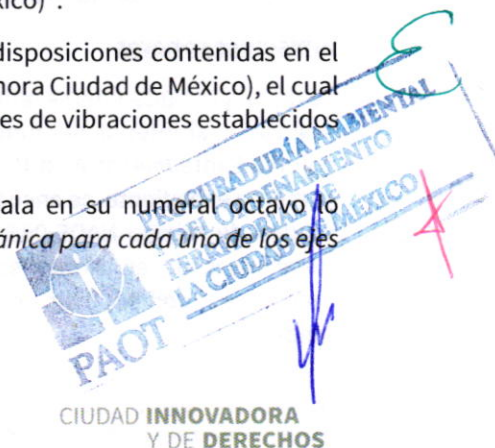 xico)".
disposiciones contenidas en el
hora Ciudad de México), el cual
es de vibraciones establecidos
ala en su numeral octavo lo
ánica para cada uno de los ejes
PROCURADURÍA AMBIENTAL
DEL ORDENAMIENTO
TERRITORIAL DE
LA CIUDAD DE MÉXICO
PAOT
CIUDAD INNOVADORA
Y DE DERECHOS